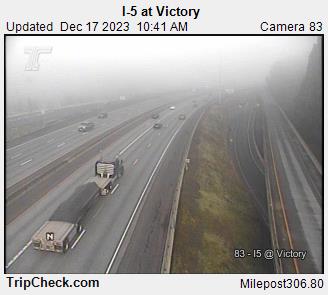 I-5 at Victory
Updated Dec 17 2023 10:41 AM Camera 83
83 - I5 @ Victory
TripCheck.com Milepost306.80